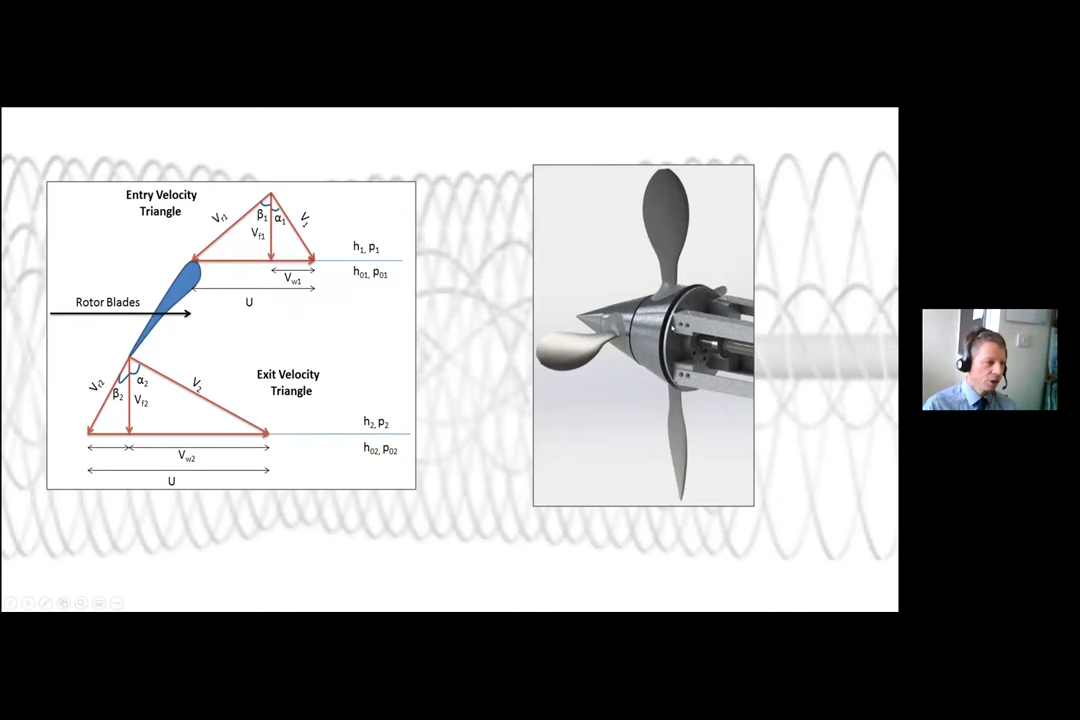 Entry Velocity
Triangle
Vr1
β1
α1
V1
Vf1
h1, p1
h01, p01
Vw1
U
Rotor Blades
Vr2
β2
α2
Vf2
V2
Exit Velocity
Triangle
h2, p2
h02, p02
Vw2
U